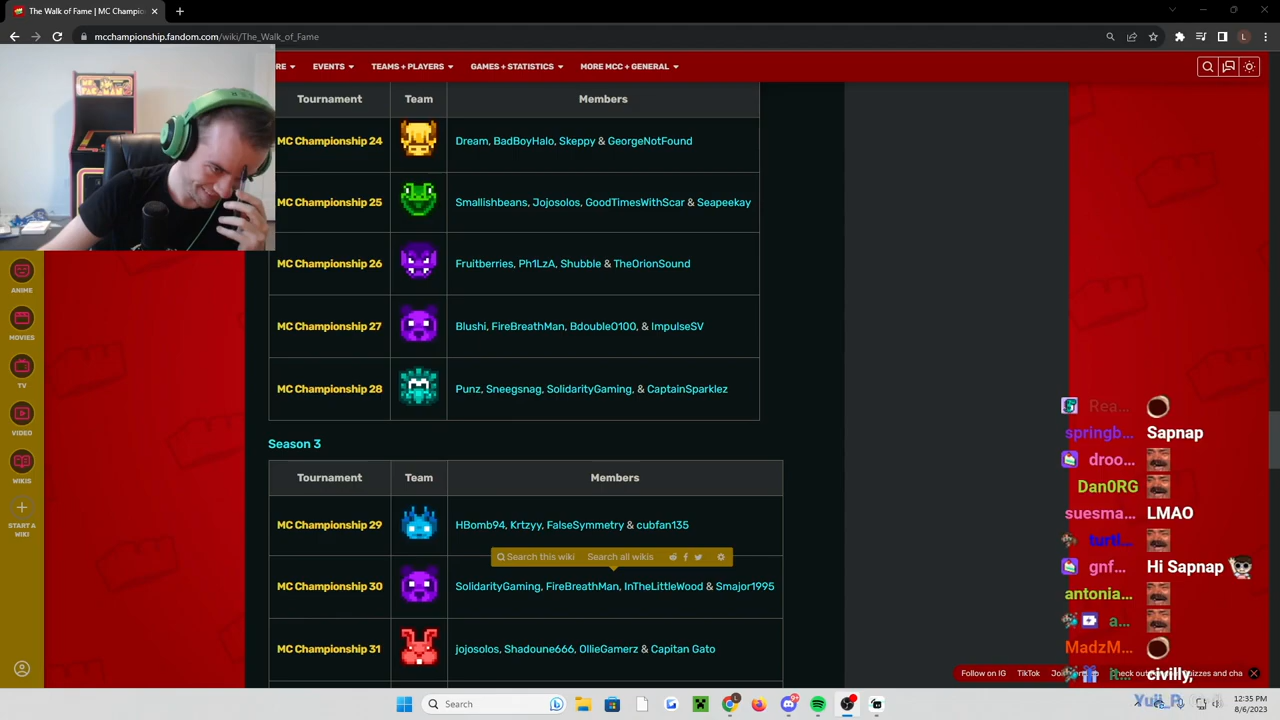 The Walk of Fame | MC Champion
mcchampionship.fandom.com/wiki/The_Walk_of_Fame
RE
EVENTS
TEAMS + PLAYERS
GAMES + STATISTICS
MORE MCC + GENERAL
Tournament Team Members
MC Championship 24 Dream, BadBoyHalo, Skeppy & GeorgeNotFound
MC Championship 25 Smallishbeans, Jojosolos, GoodTimesWithScar & Seapeekay
MC Championship 26 Fruitberries, Ph1LzA, Shubble & TheOrionSound
MC Championship 27 Blushi, FireBreathMan, BdoubleO100, & ImpulseSV
MC Championship 28 Punz, Sneegsnag, SolidarityGaming, & CaptainSparklez
Season 3
Tournament Team Members
MC Championship 29 HBomb94, Krtzyy, FalseSymmetry & cubfan135
Search this wiki Search all wikis
MC Championship 30 SolidarityGaming, FireBreathMan, InTheLittleWood & Smajor1995
MC Championship 31 jojosolos, Shadoune666, OllieGamerz & Capitan Gato
ANIME
MOVIES
TV
VIDEO
WIKIS
START A
WIKI
Rea...
springb... Sapnap
droo...
Dan0RG
suesma... LMAO
turtl...
gnf... Hi Sapnap
antonia...
a...
MadzM...
civilly,
Follow on IG TikTok
Search
12:35 PM
8/6/2023